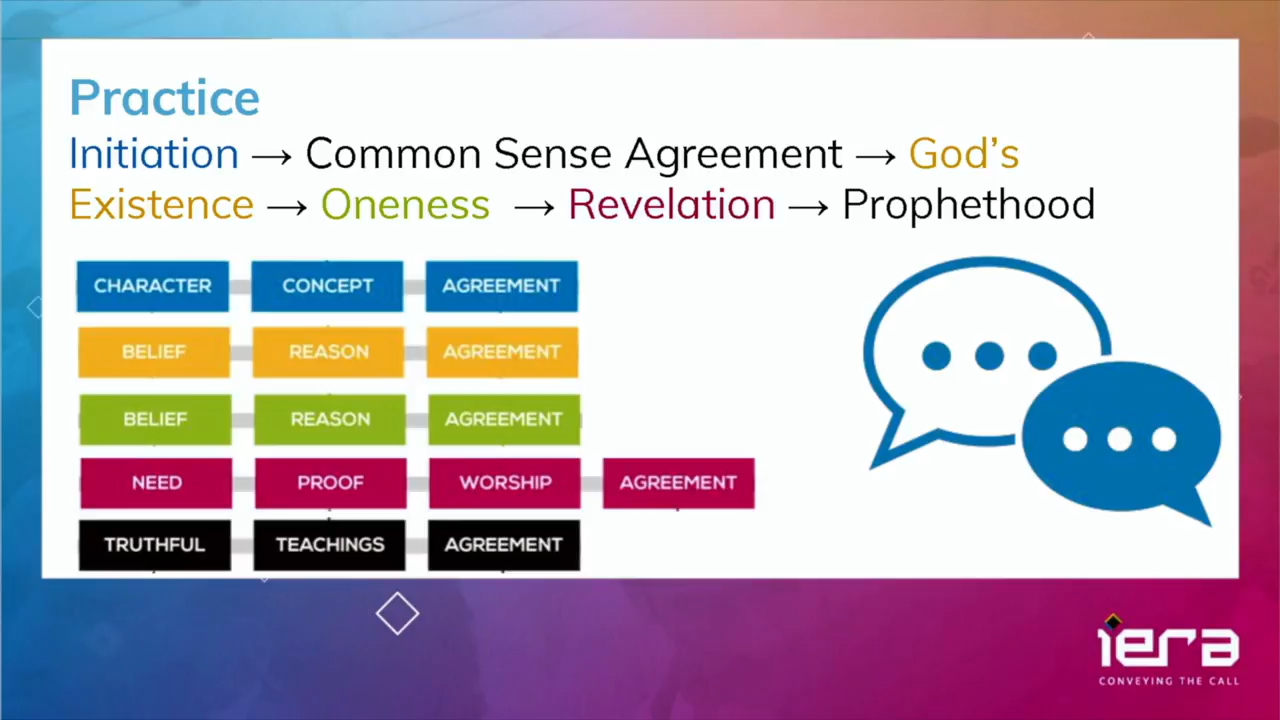 Practice
Initiation → Common Sense Agreement → God's
Existence → Oneness → Revelation → Prophethood
CHARACTER CONCEPT AGREEMENT
BELIEF REASON AGREEMENT
BELIEF REASON AGREEMENT
NEED PROOF WORSHIP AGREEMENT
TRUTHFUL TEACHINGS AGREEMENT
iera
CONVEYING THE CALL